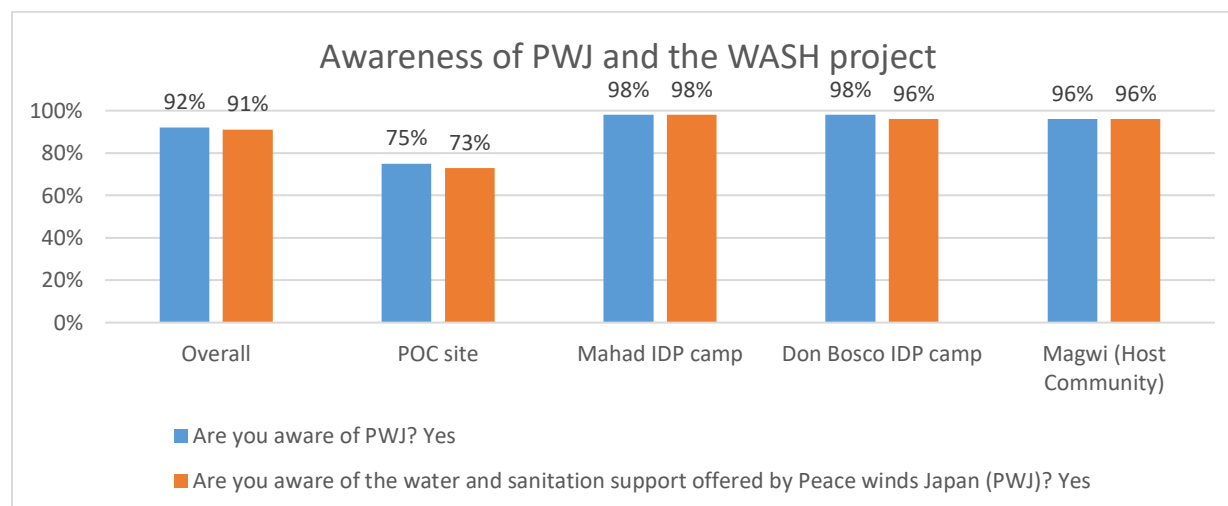 Awareness of PWJ and the WASH project
92%
91%
75%
73%
98%
98%
98%
96%
96%
96%
100%
80%
60%
40%
20%
0%
Overall
POC site
Mahad IDP camp
Don Bosco IDP camp
Magwi (Host
Community)
Are you aware of PWJ? Yes
Are you aware of the water and sanitation support offered by Peace winds Japan (PWJ)? Yes